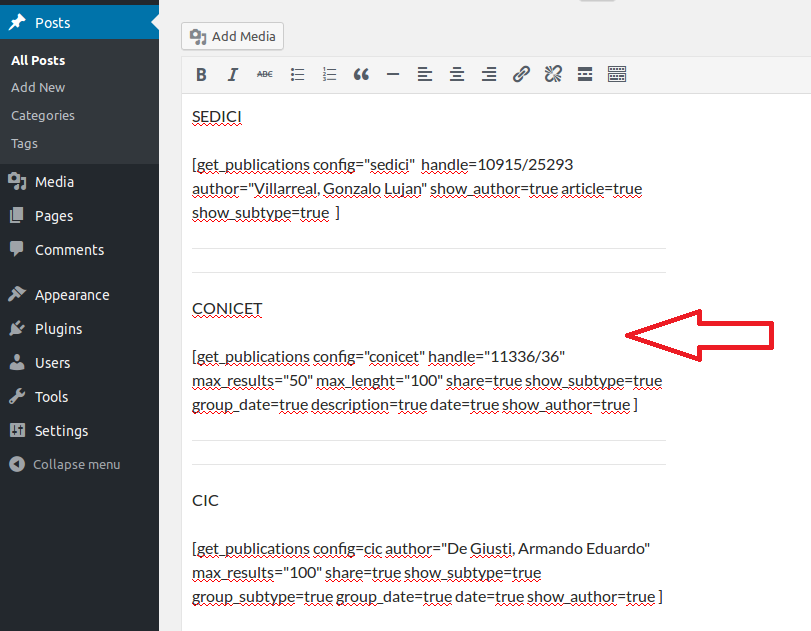 Posts
All Posts
Add New
Categories
Tags
Media
Pages
Comments
Appearance
Plugins
Users
Tools
Settings
Collapse menu
Add Media
B I ABC
SEDICI
[get_publications config="sedici"  handle=10915/25293
author="Villarreal, Gonzalo Lujan" show_author=true article=true
show_subtype=true  ]
CONICET
[get_publications config="conicet" handle="11336/36"
max_results="50" max_lenght="100" share=true show_subtype=true
group_date=true description=true date=true show_author=true ]
CIC
[get_publications config=cic author="De Giusti, Armando Eduardo"
max_results="100" share=true show_subtype=true
group_subtype=true group_date=true date=true show_author=true ]